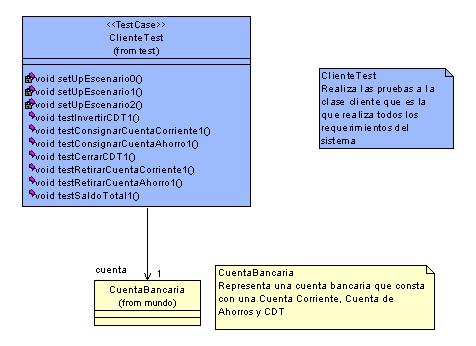 <<TestCase>>
ClienteTest
(from test)
void setUpEscenario0()
void setUpEscenario1()
void setUpEscenario2()
void testInvertirCDT1()
void testConsignarCuentaCorriente1()
void testConsignarCuentaAhorro1()
void testCerrarCDT1()
void testRetirarCuentaCorriente1()
void testRetirarCuentaAhorro1()
void testSaldoTotal1()
ClienteTest
Realiza las pruebas a la
clase cliente que es la
que realiza todos los
requerimientos del
sistema
cuenta
1
CuentaBancaria
(from mundo)
CuentaBancaria
Representa una cuenta bancaria que consta
con una Cuenta Corriente, Cuenta de
Ahorros y CDT